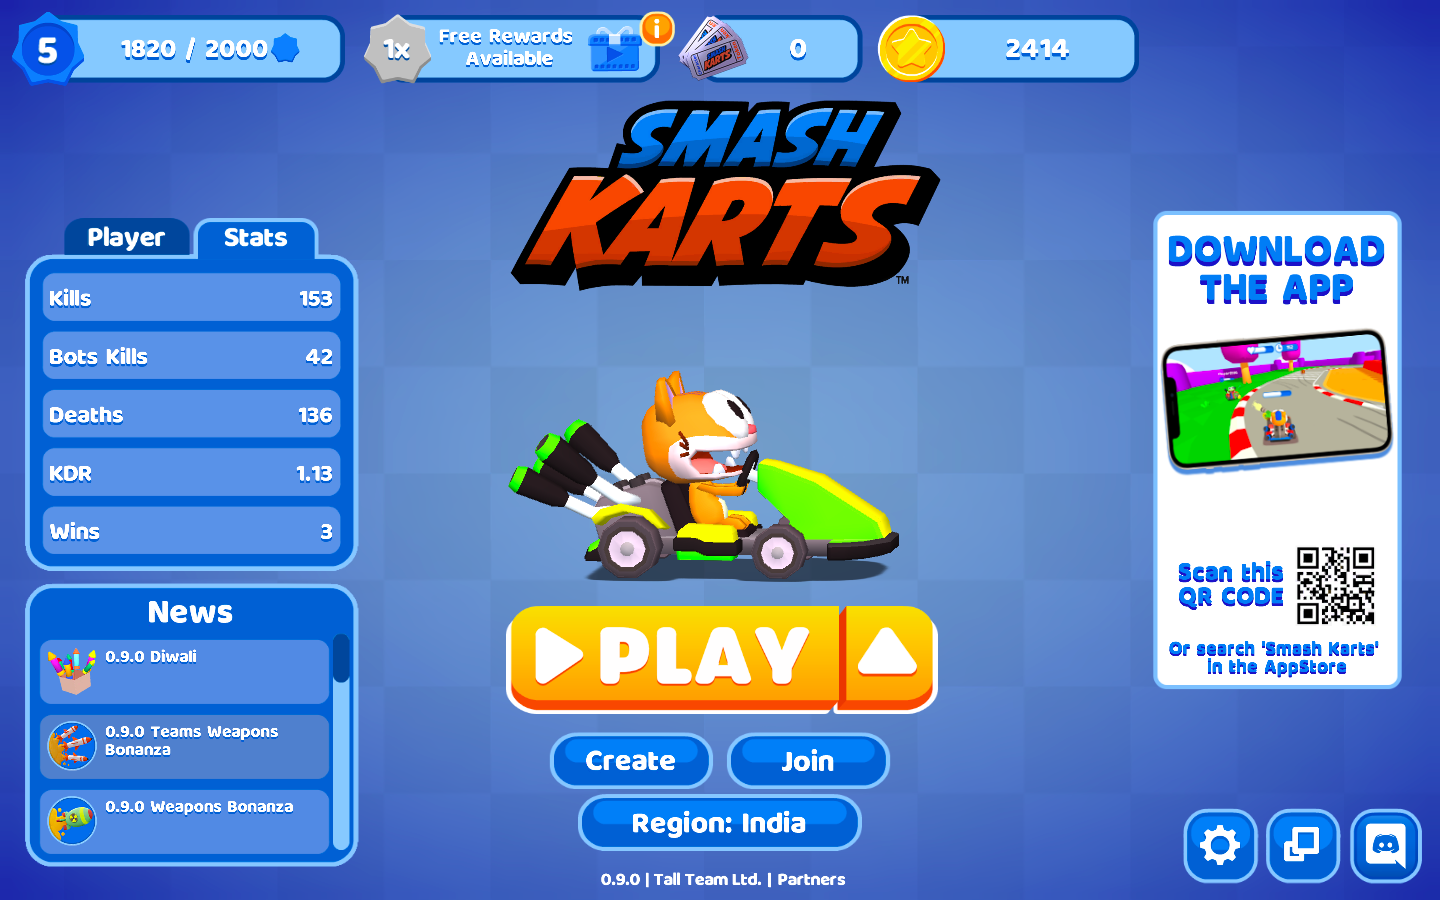 5
1820 / 2000
1x
Free Rewards
Available
i
0
2414
SMASH
KARTS
TM
Player
Stats
Kills 153
Bots Kills 42
Deaths 136
KDR 1.13
Wins 3
News
0.9.0 Diwali
0.9.0 Teams Weapons
Bonanza
0.9.0 Weapons Bonanza
PLAY
Create
Join
Region: India
0.9.0 | Tall Team Ltd. | Partners
DOWNLOAD
THE APP
Scan this
QR CODE
Or search 'Smash Karts'
in the AppStore